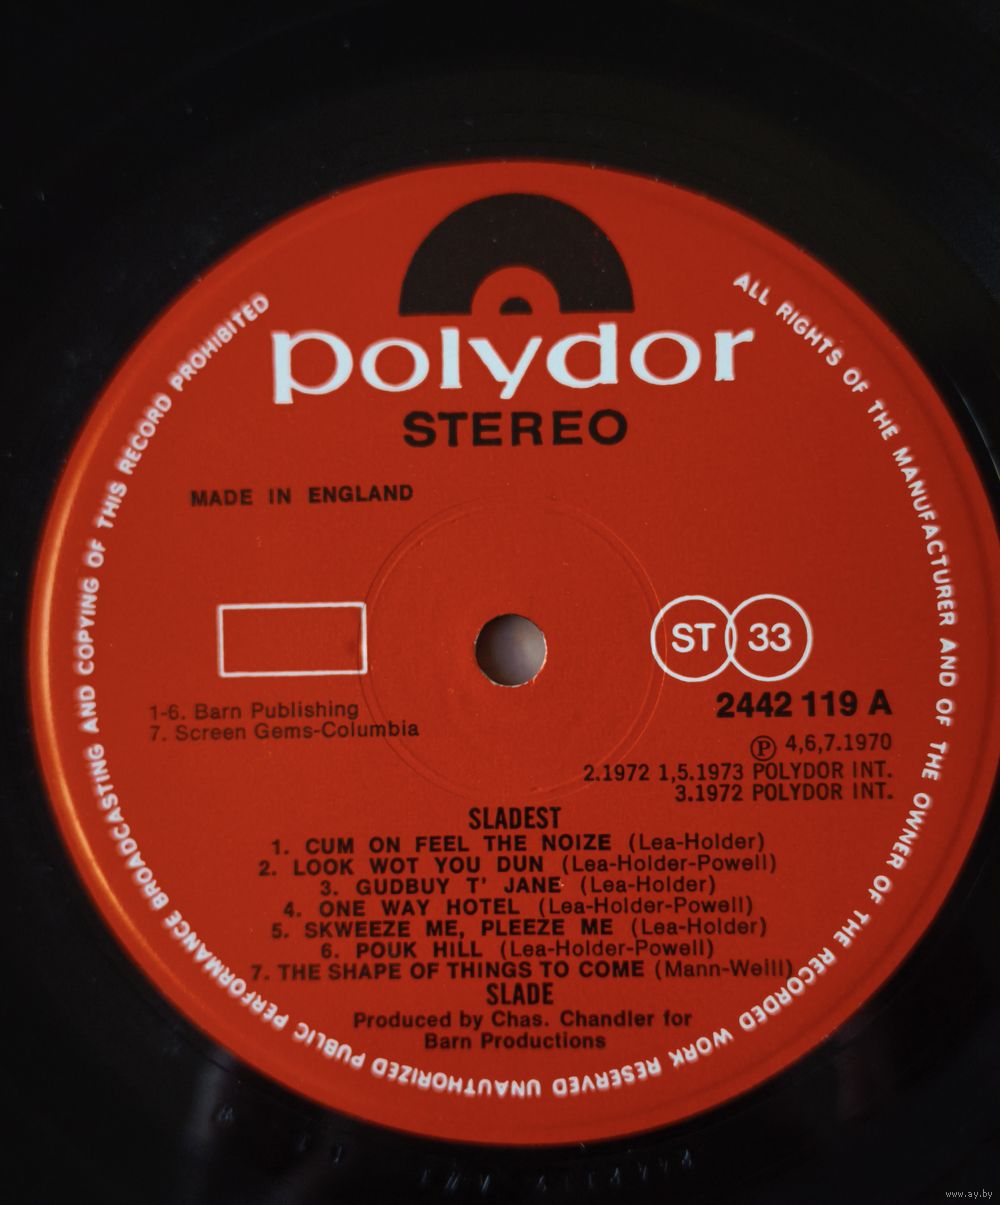 polydor
STEREO
MADE IN ENGLAND
ST 33
2442 119 A
1-6. Barn Publishing
7. Screen Gems-Columbia
Ⓟ 4,6,7.1970
2.1972 1,5.1973 POLYDOR INT.
3.1972 POLYDOR INT.
SLADEST
1. CUM ON FEEL THE NOIZE (Lea-Holder)
2. LOOK WOT YOU DUN (Lea-Holder-Powell)
3. GUDBUY T' JANE (Lea-Holder)
4. ONE WAY HOTEL (Lea-Holder-Powell)
5. SKWEEZE ME, PLEEZE ME (Lea-Holder)
6. POUK HILL (Lea-Holder-Powell)
7. THE SHAPE OF THINGS TO COME (Mann-Weill)
SLADE
Produced by Chas. Chandler for
Barn Productions
ALL RIGHTS OF THE MANUFACTURER AND OF THE OWNER OF THE RECORDED WORK RESERVED UNAUTHORIZED PUBLIC PERFORMANCE BROADCASTING AND COPYING OF THIS RECORD PROHIBITED
www.ay.by